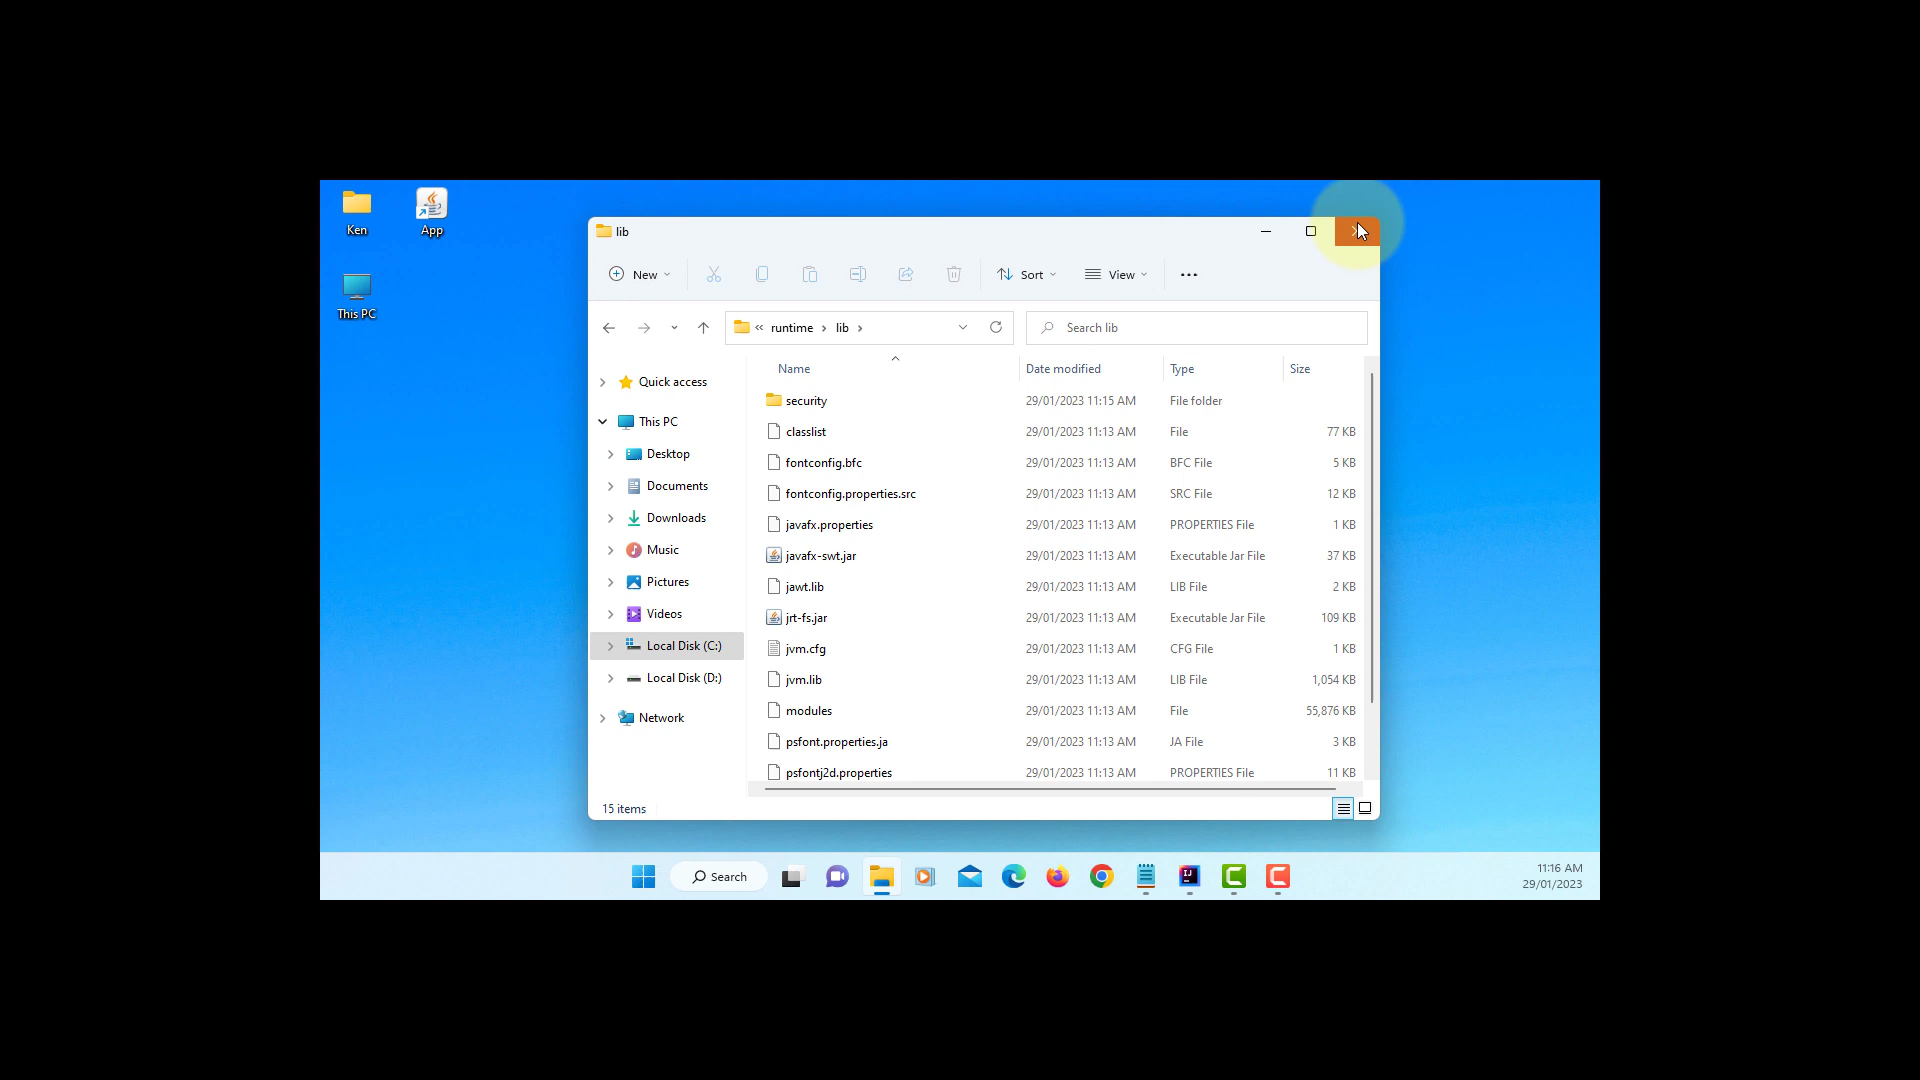 Ken
App
This PC
lib
New
Sort
View
« runtime > lib >
Search lib
Name Date modified Type Size
Quick access
This PC
Desktop
Documents
Downloads
Music
Pictures
Videos
Local Disk (C:)
Local Disk (D:)
Network
security 29/01/2023 11:15 AM File folder
classlist 29/01/2023 11:13 AM File 77 KB
fontconfig.bfc 29/01/2023 11:13 AM BFC File 5 KB
fontconfig.properties.src 29/01/2023 11:13 AM SRC File 12 KB
javafx.properties 29/01/2023 11:13 AM PROPERTIES File 1 KB
javafx-swt.jar 29/01/2023 11:13 AM Executable Jar File 37 KB
jawt.lib 29/01/2023 11:13 AM LIB File 2 KB
jrt-fs.jar 29/01/2023 11:13 AM Executable Jar File 109 KB
jvm.cfg 29/01/2023 11:13 AM CFG File 1 KB
jvm.lib 29/01/2023 11:13 AM LIB File 1,054 KB
modules 29/01/2023 11:13 AM File 55,876 KB
psfont.properties.ja 29/01/2023 11:13 AM JA File 3 KB
psfontj2d.properties 29/01/2023 11:13 AM PROPERTIES File 11 KB
15 items
Search
IJ
11:16 AM
29/01/2023